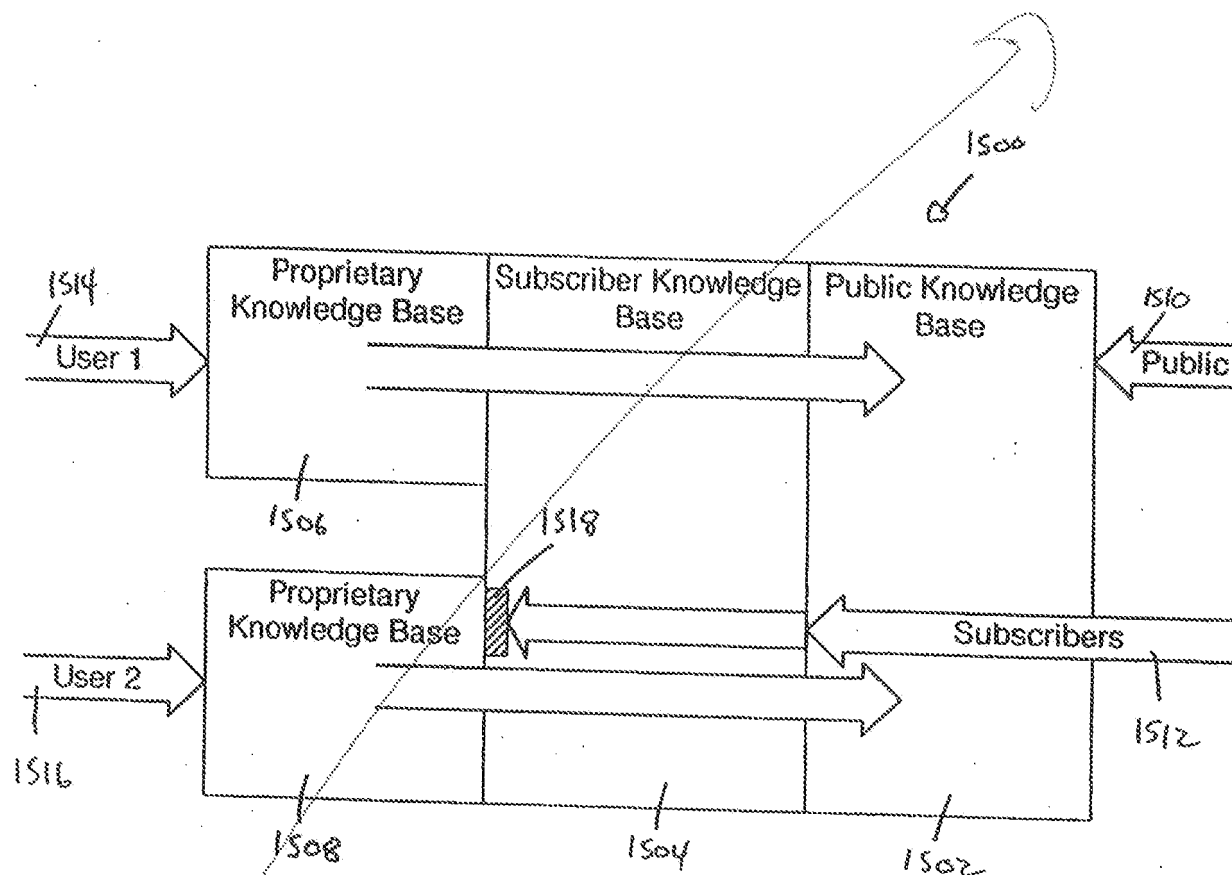 1500
Proprietary
Knowledge Base
Subscriber Knowledge
Base
Public Knowledge
Base
1514
User 1
1510
Public
1506
1518
Proprietary
Knowledge Base
Subscribers
User 2
1516
1512
1508
1504
1502